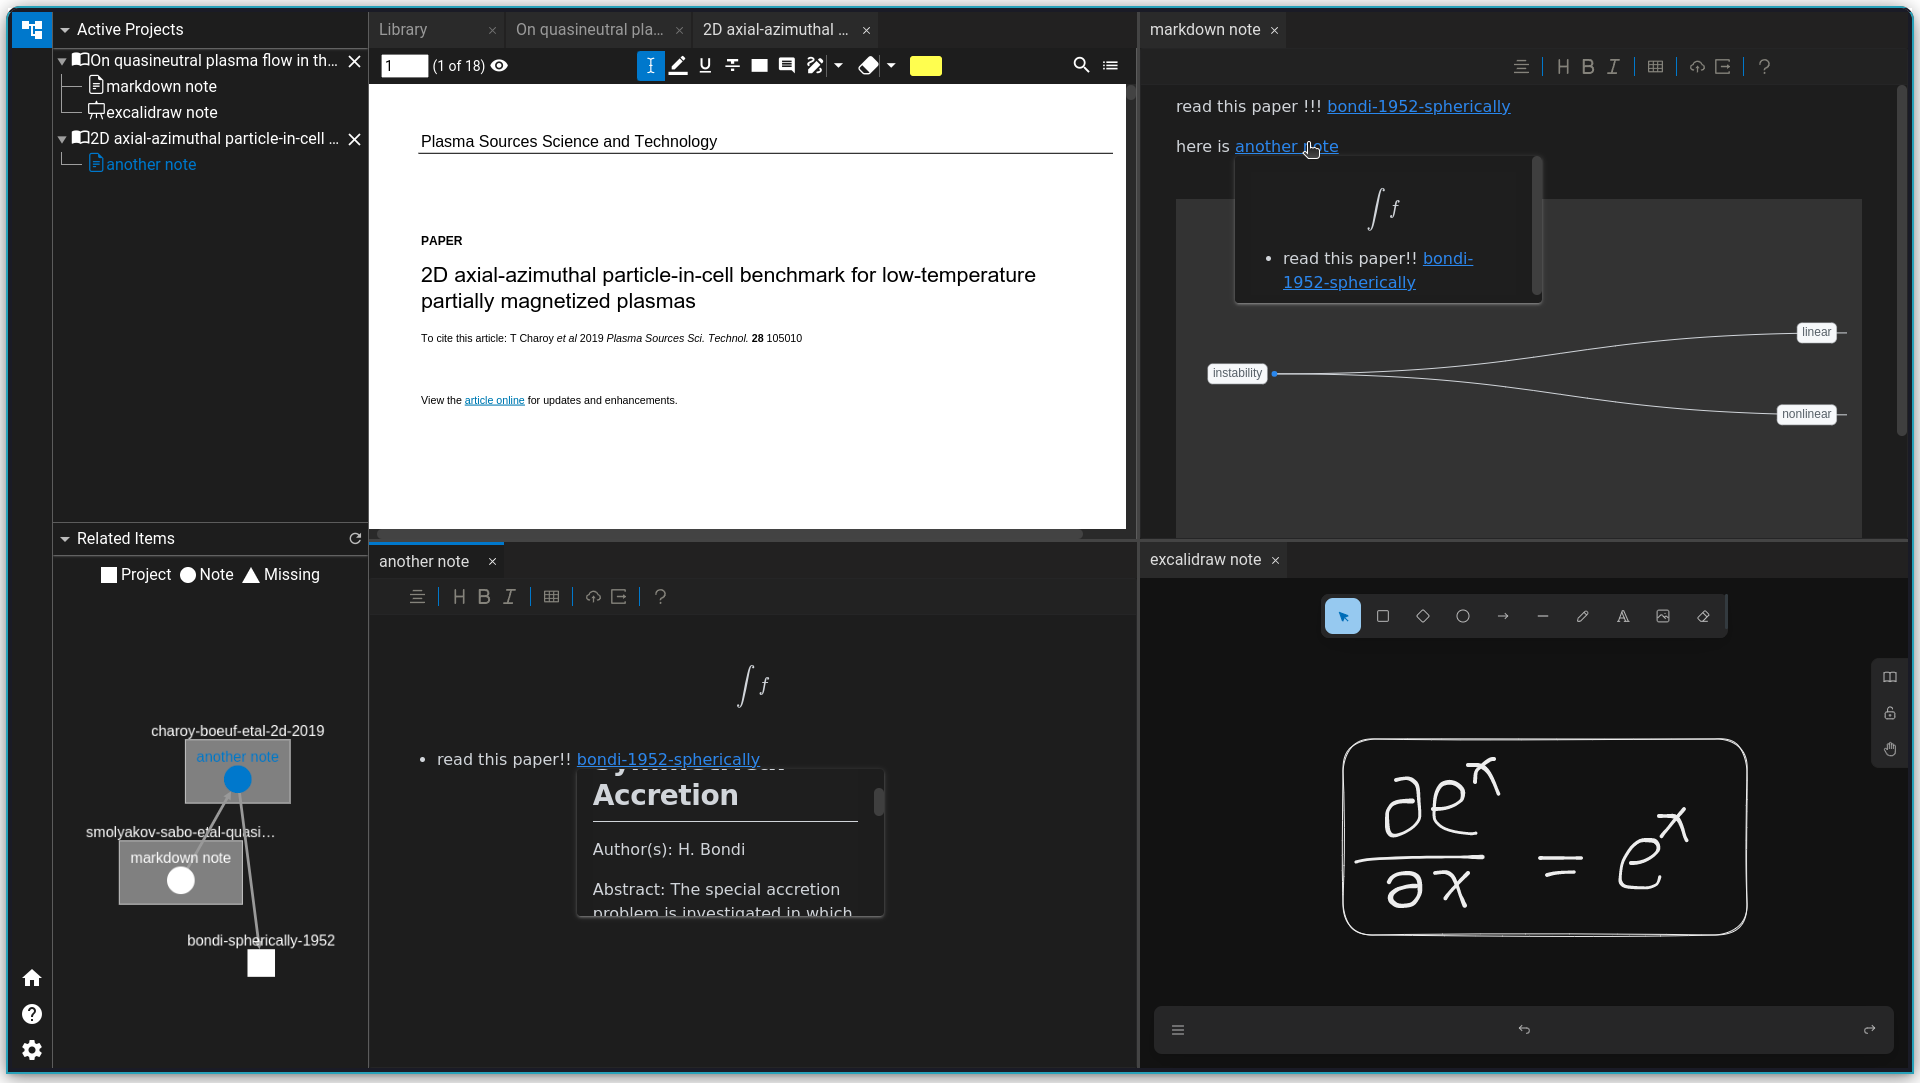 Active Projects
On quasineutral plasma flow in th...
markdown note
excalidraw note
2D axial-azimuthal particle-in-cell ...
another note
Related Items
Project Note Missing
charoy-boeuf-etal-2d-2019
another note
smolyakov-sabo-etal-quasi...
markdown note
bondi-spherically-1952
Library
On quasineutral pla...
2D axial-azimuthal ...
1 (1 of 18)
Plasma Sources Science and Technology
PAPER
2D axial-azimuthal particle-in-cell benchmark for low-temperature
partially magnetized plasmas
To cite this article: T Charoy et al 2019 Plasma Sources Sci. Technol. 28 105010
View the article online for updates and enhancements.
markdown note
H B I ?
read this paper !!! bondi-1952-spherically
here is another note
∫ f
read this paper!! bondi-
1952-spherically
instability
linear
nonlinear
another note
H B I ?
∫ f
read this paper!! bondi-1952-spherically
Accretion
Author(s): H. Bondi
Abstract: The special accretion
problem is investigated in which
excalidraw note
A
∂e^x
∂x = e^x